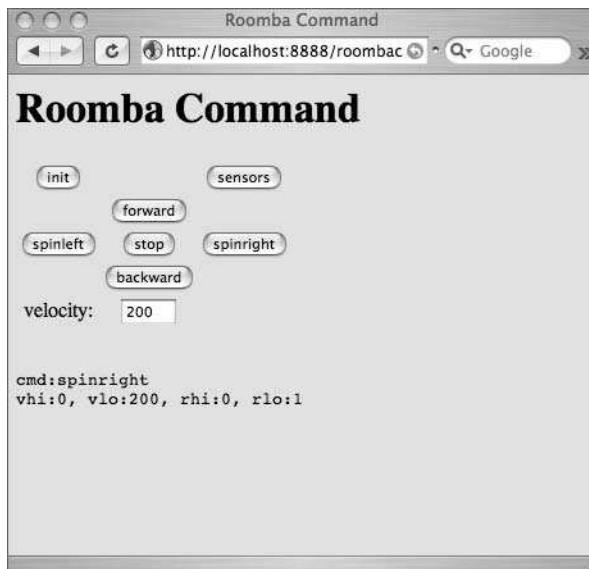 Roomba Command
http://localhost:8888/roombac Google
Roomba Command
init sensors
forward
spinleft stop spinright
backward
velocity: 200
cmd:spinright
vhi:0, vlo:200, rhi:0, rlo:1